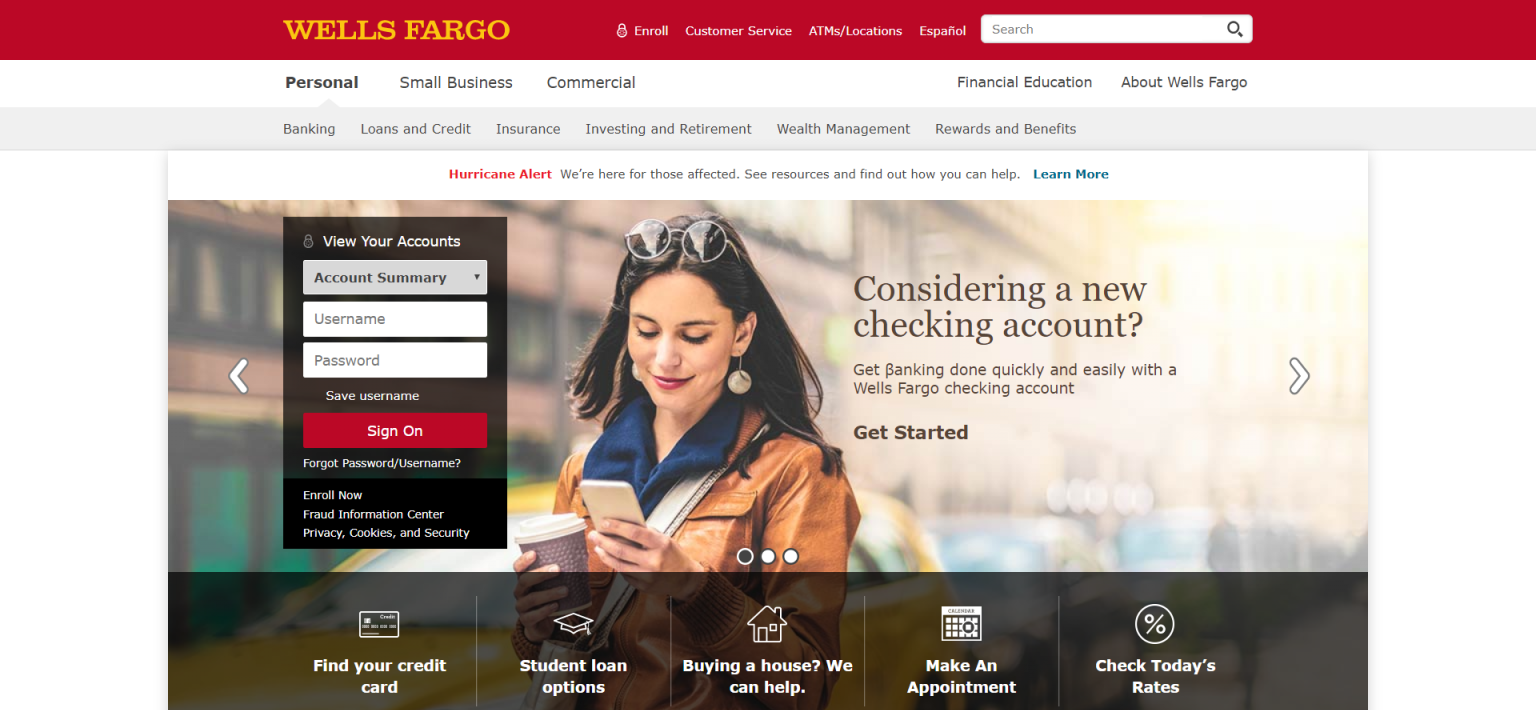 WELLS FARGO
Enroll Customer Service ATMs/Locations Español Search
Personal Small Business Commercial Financial Education About Wells Fargo
Banking Loans and Credit Insurance Investing and Retirement Wealth Management Rewards and Benefits
Hurricane Alert We’re here for those affected. See resources and find out how you can help. Learn More
View Your Accounts
Account Summary
Username
Password
Save username
Sign On
Forgot Password/Username?
Enroll Now
Fraud Information Center
Privacy, Cookies, and Security
Considering a new
checking account?
Get βanking done quickly and easily with a
Wells Fargo checking account
Get Started
Credit
Find your credit
card
Student loan
options
Buying a house? We
can help.
CALENDAR
Make An
Appointment
%
Check Today’s
Rates